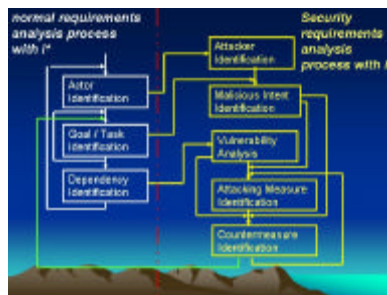 normal requirements
analysis process
with i*
Security
requirements
analysis
process with i
Attacker
Identification
Actor
Identification
Malicious Intent
Identification
Goal / Task
Identification
Vulnerability
Analysis
Dependency
Identification
Attacking Measure
Identification
Countermeasure
Identification